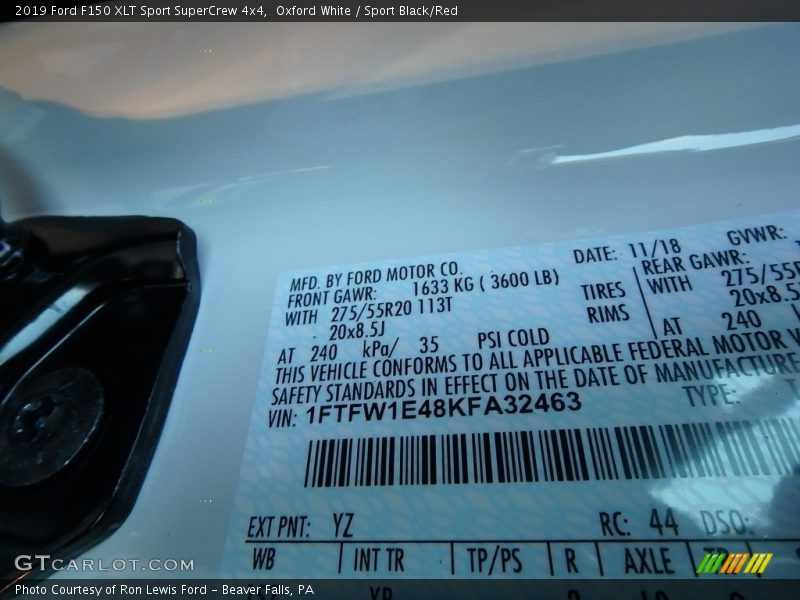 2019 Ford F150 XLT Sport SuperCrew 4x4,  Oxford White / Sport Black/Red
MFD. BY FORD MOTOR CO.
DATE: 11/18
GVWR:
FRONT GAWR: 1633 KG ( 3600 LB)
REAR GAWR:
WITH 275/55R20 113T
TIRES
WITH 275/55R
20x8.5J
RIMS
20x8.5
AT 240 kPa/ 35 PSI COLD
AT 240
THIS VEHICLE CONFORMS TO ALL APPLICABLE FEDERAL MOTOR
SAFETY STANDARDS IN EFFECT ON THE DATE OF MANUFACTURE
VIN: 1FTFW1E48KFA32463
TYPE:
EXT PNT: YZ
RC: 44 DSO:
WB
INT TR
TP/PS
R
AXLE
GTCARLOT.COM
Photo Courtesy of Ron Lewis Ford - Beaver Falls, PA